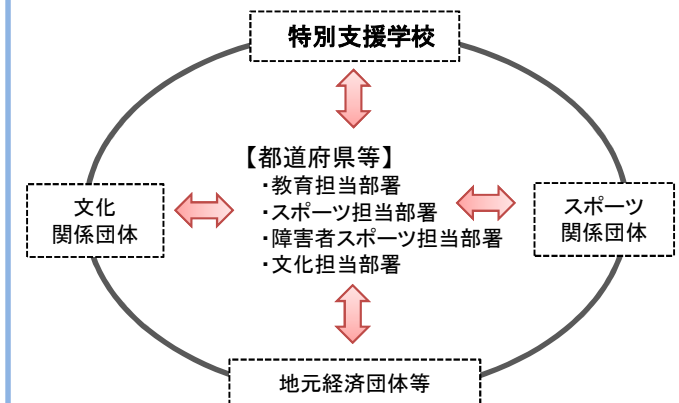 特別支援学校
【都道府県等】
・教育担当部署
・スポーツ担当部署
・障害者スポーツ担当部署
・文化担当部署
文化
関係団体
スポーツ
関係団体
地元経済団体等